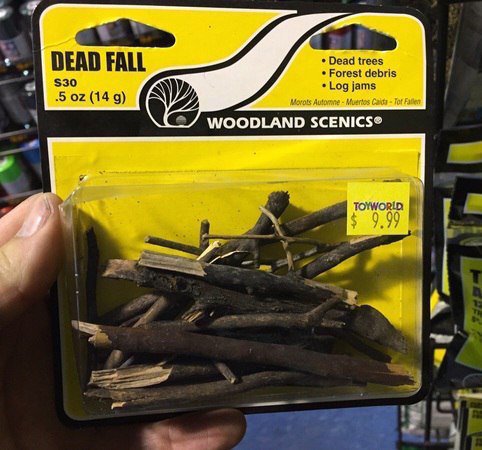 DEAD FALL
S30
.5 oz (14 g)
• Dead trees
• Forest debris
• Log jams
Morots Automne - Muertos Caida - Tot Fallen
WOODLAND SCENICS®
TOYWORLD
$ 9.99